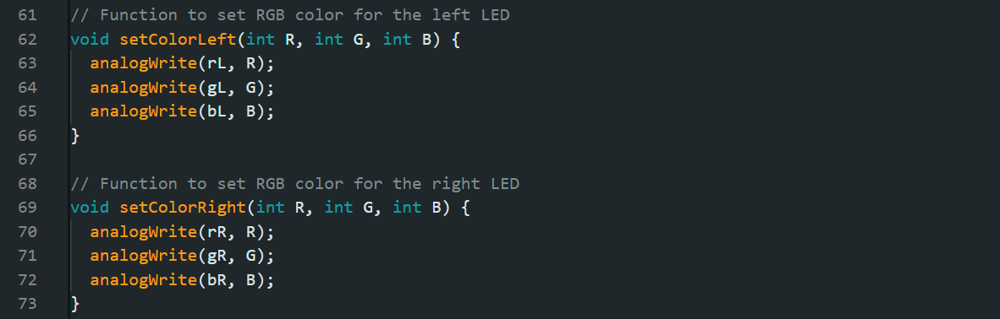 61 // Function to set RGB color for the left LED
62 void setColorLeft(int R, int G, int B) {
63   analogWrite(rL, R);
64   analogWrite(gL, G);
65   analogWrite(bL, B);
66 }
67
68 // Function to set RGB color for the right LED
69 void setColorRight(int R, int G, int B) {
70   analogWrite(rR, R);
71   analogWrite(gR, G);
72   analogWrite(bR, B);
73 }